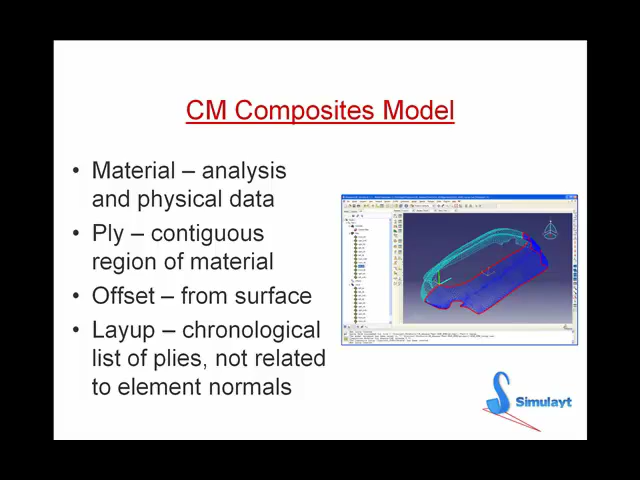 CM Composites Model
• Material – analysis
and physical data
• Ply – contiguous
region of material
• Offset – from surface
• Layup – chronological
list of plies, not related
to element normals
Simulayt